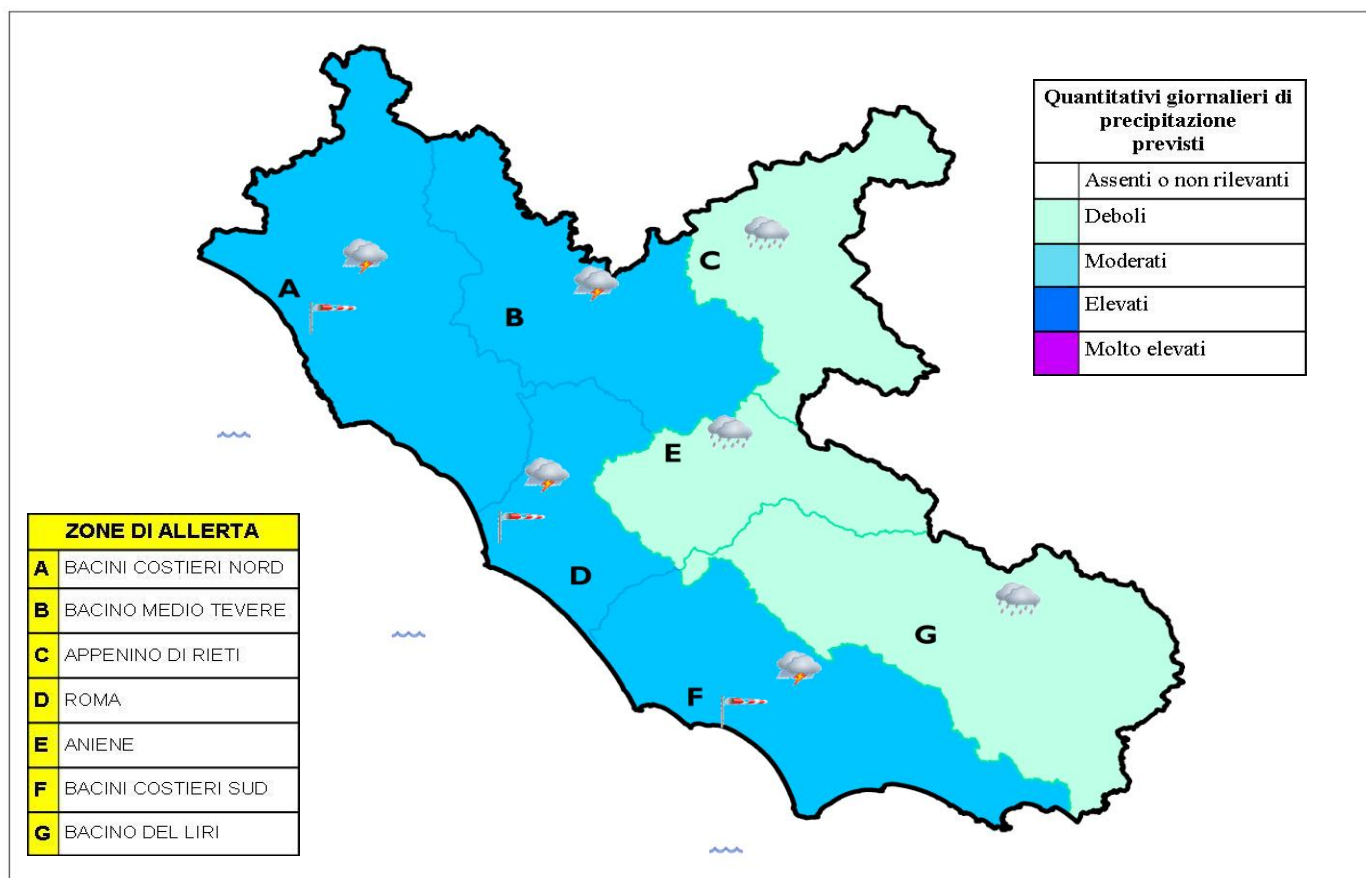 Quantitativi giornalieri di
precipitazione
previsti
Assenti o non rilevanti
Deboli
Moderati
Elevati
Molto elevati
C
A
B
E
D
G
F
ZONE DI ALLERTA
A BACINI COSTIERI NORD
B BACINO MEDIO TEVERE
C APPENINO DI RIETI
D ROMA
E ANIENE
F BACINI COSTIERI SUD
G BACINO DEL LIRI